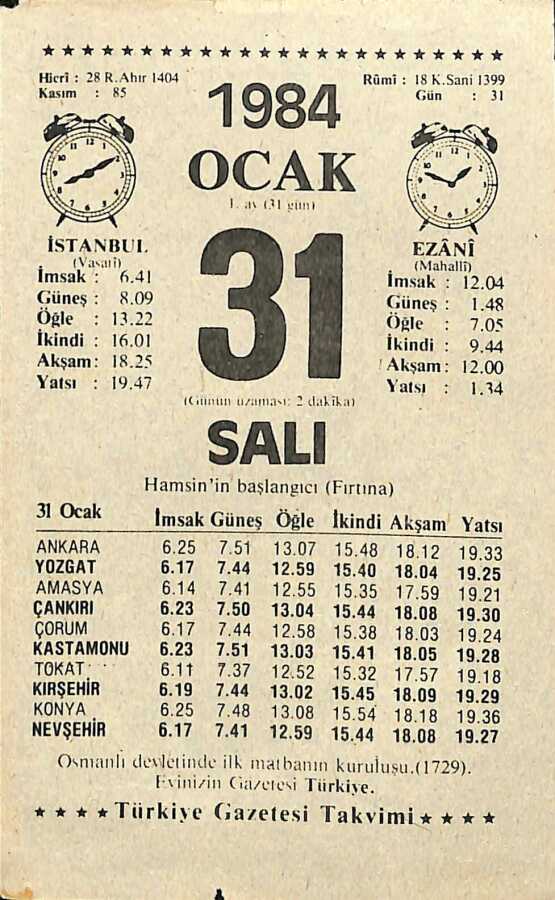 Hicrî : 28 R.Ahır 1404
Kasım : 85
1984
Rûmî : 18 K.Sani 1399
Gün : 31
OCAK
1. ay (31 gün)
31
İSTANBUL
(Vasatî)
İmsak : 6.41
Güneş : 8.09
Öğle : 13.22
İkindi : 16.01
Akşam : 18.25
Yatsı : 19.47
EZÂNÎ
(Mahallî)
İmsak : 12.04
Güneş : 1.48
Öğle : 7.05
İkindi : 9.44
Akşam : 12.00
Yatsı : 1.34
(Günün uzaması: 2 dakika)
SALI
Hamsin'in başlangıcı (Fırtına)
31 Ocak İmsak Güneş Öğle İkindi Akşam Yatsı
ANKARA 6.25 7.51 13.07 15.48 18.12 19.33
YOZGAT 6.17 7.44 12.59 15.40 18.04 19.25
AMASYA 6.14 7.41 12.55 15.35 17.59 19.21
ÇANKIRI 6.23 7.50 13.04 15.44 18.08 19.30
ÇORUM 6.17 7.44 12.58 15.38 18.03 19.24
KASTAMONU 6.23 7.51 13.03 15.41 18.05 19.28
TOKAT 6.11 7.37 12.52 15.32 17.57 19.18
KIRŞEHİR 6.19 7.44 13.02 15.45 18.09 19.29
KONYA 6.25 7.48 13.08 15.54 18.18 19.36
NEVŞEHİR 6.17 7.41 12.59 15.44 18.08 19.27
Osmanlı devletinde ilk matbanın kuruluşu.(1729).
Evinizin Gazetesi Türkiye.
★ ★ ★ ★ Türkiye Gazetesi Takvimi ★ ★ ★ ★